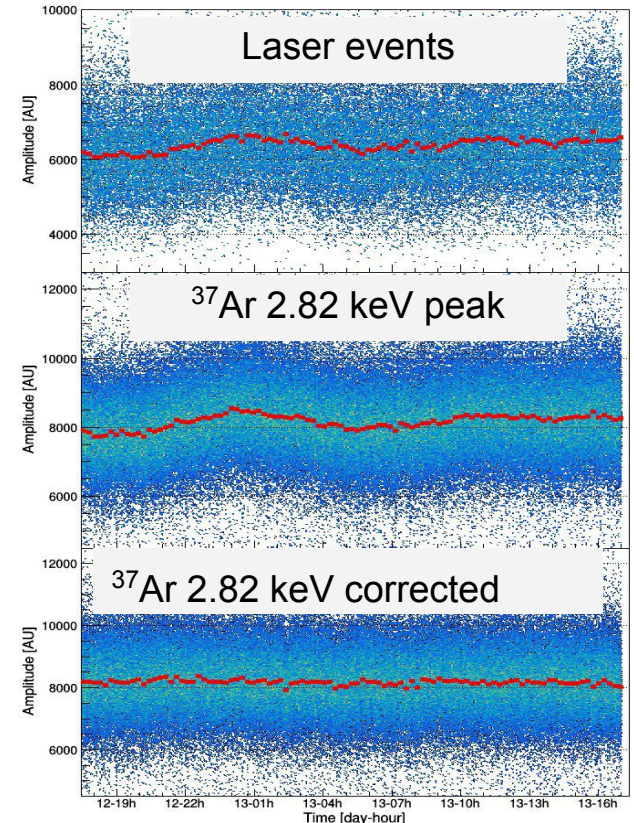 Laser events
10000
8000
6000
4000
Amplitude [AU]
³⁷Ar 2.82 keV peak
12000
10000
8000
6000
Amplitude [AU]
³⁷Ar 2.82 keV corrected
12000
10000
8000
6000
Amplitude [AU]
12-19h 12-22h 13-01h 13-04h 13-07h 13-10h 13-13h 13-16h
Time [day-hour]